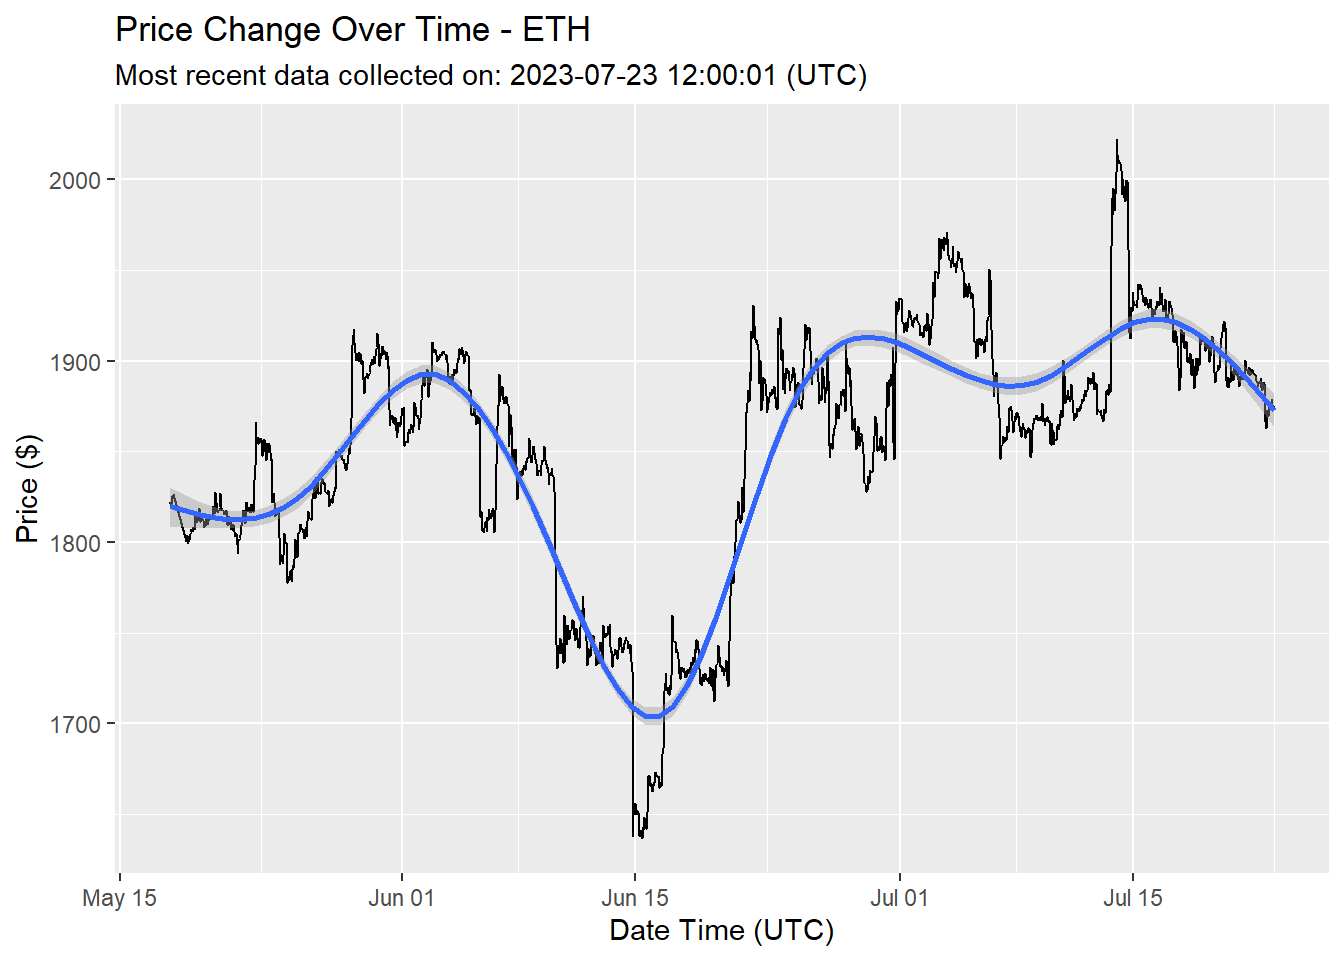 Price Change Over Time - ETH
Most recent data collected on: 2023-07-23 12:00:01 (UTC)
Price ($)
2000
1900
1800
1700
May 15
Jun 01
Jun 15
Jul 01
Jul 15
Date Time (UTC)